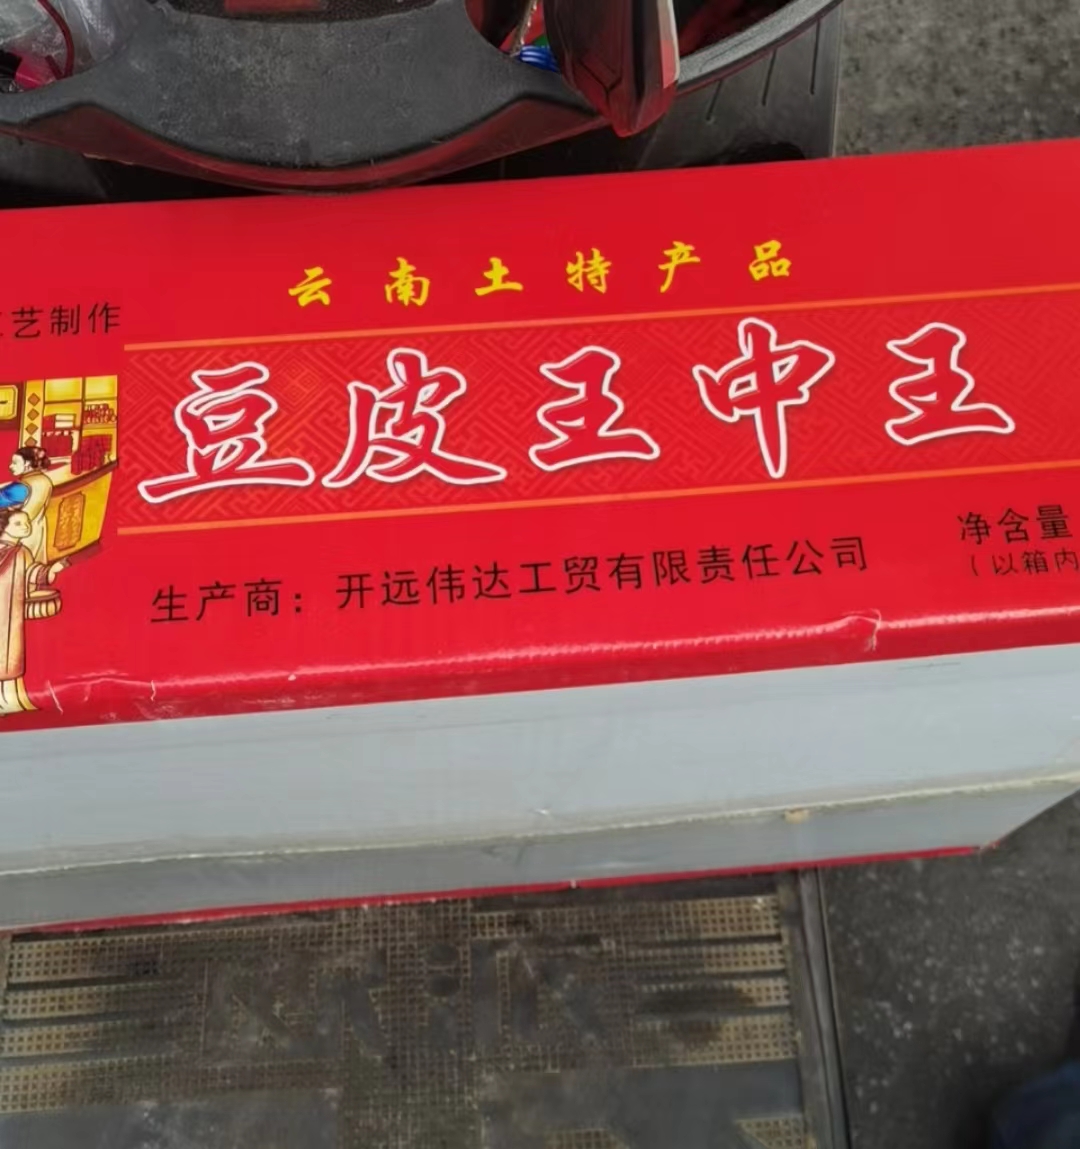 云南土特产品
艺制作
豆皮王中王
生产商：开远伟达工贸有限责任公司
净含量
（以箱内